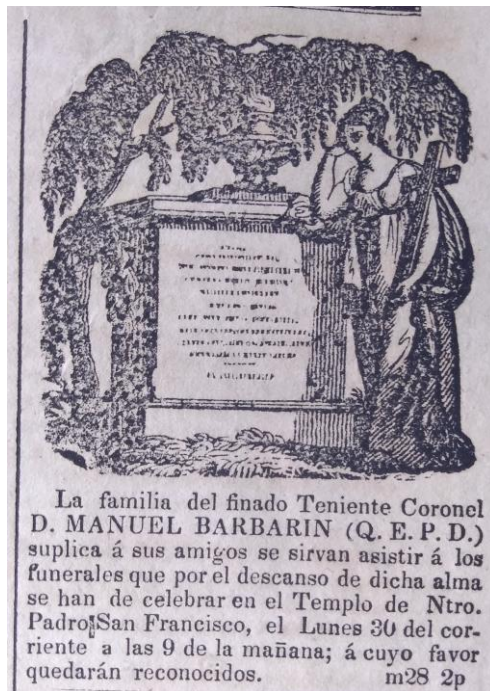 La familia del finado Teniente Coronel
D. MANUEL BARBARIN (Q. E. P. D.)
suplica á sus amigos se sirvan asistir á los
funerales que por el descanso de dicha alma
se han de celebrar en el Templo de Ntro.
Padro San Francisco, el Lunes 30 del cor-
riente a las 9 de la mañana; á cuyo favor
quedarán reconocidos. m28 2p